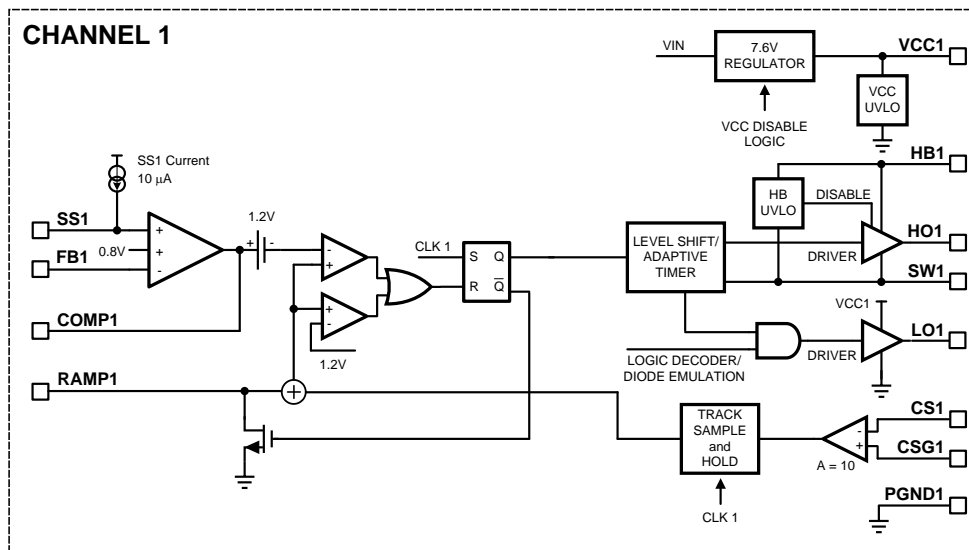 CHANNEL 1
VIN
7.6V
REGULATOR
VCC1
VCC
UVLO
VCC DISABLE
LOGIC
HB1
SS1 Current
10 μA
HB
UVLO
DISABLE
SS1
1.2V
+
-
+
0.8V
+
-
FB1
-
+
CLK 1
S
Q
R
Q
LEVEL SHIFT/
ADAPTIVE
TIMER
DRIVER
HO1
SW1
+
-
1.2V
COMP1
VCC1
LO1
DRIVER
LOGIC DECODER/
DIODE EMULATION
RAMP1
+
TRACK
SAMPLE
and
HOLD
CLK 1
-
+
A = 10
CS1
CSG1
PGND1